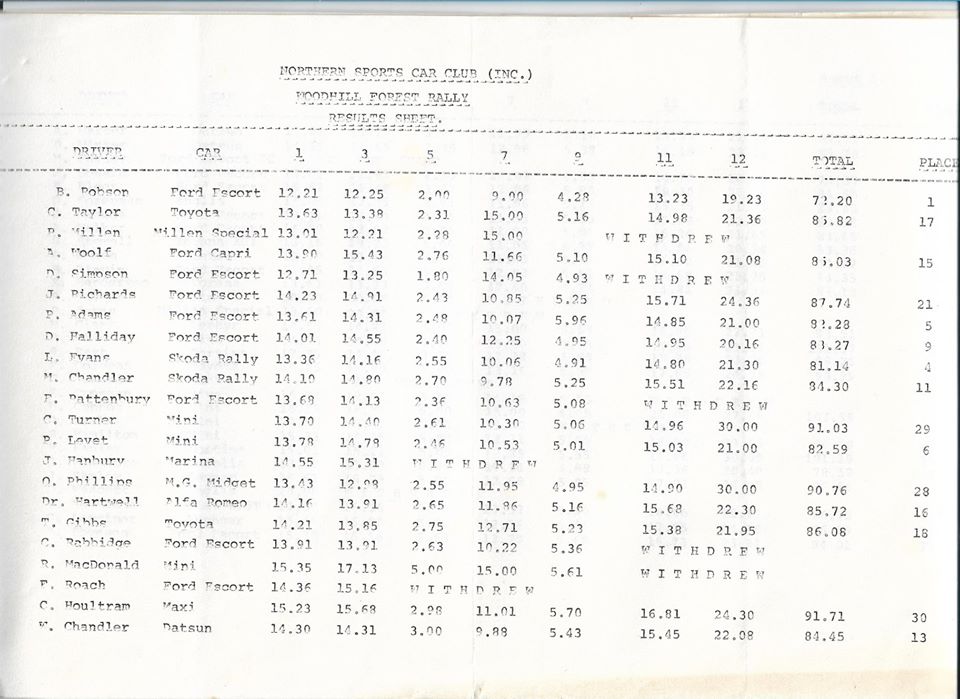 NORTHERN SPORTS CAR CLUB (INC.)
WOODHILL FOREST RALLY
RESULTS SHEET.
DRIVER CAR 1 3 5 7 9 11 12 TOTAL PLACE
B. Robson Ford Escort 12.21 12.25 2.00 9.00 4.28 13.23 19.23 72.20 1
C. Taylor Toyota 13.63 13.38 2.31 15.00 5.16 14.98 21.36 85.82 17
R. Millen Millen Special 13.01 12.21 2.28 15.00 W I T H D R E W
A. Woolf Ford Capri 13.90 15.43 2.76 11.66 5.10 15.10 21.08 85.03 15
D. Simpson Ford Escort 12.71 13.25 1.80 14.05 4.93 W I T H D R E W
J. Richards Ford Escort 14.23 14.91 2.43 10.85 5.25 15.71 24.36 87.74 21
P. Adams Ford Escort 13.61 14.31 2.48 10.07 5.96 14.85 21.00 82.28 5
D. Halliday Ford Escort 14.01 14.55 2.40 12.25 4.95 14.95 20.16 83.27 9
L. Evans Skoda Rally 13.36 14.16 2.55 10.06 4.91 14.80 21.30 81.14 4
M. Chandler Skoda Rally 14.10 14.80 2.70 9.78 5.25 15.51 22.16 84.30 11
F. Rattenbury Ford Escort 13.68 14.13 2.36 10.63 5.08 W I T H D R E W
C. Turner Mini 13.70 14.40 2.61 10.30 5.06 14.96 30.00 91.03 29
R. Levet Mini 13.78 14.78 2.46 10.53 5.01 15.03 21.00 82.59 6
J. Hanbury Marina 14.55 15.31 W I T H D R E W
O. Phillips M.G. Midget 13.43 12.98 2.55 11.95 4.95 14.90 30.00 90.76 28
Dr. Hartwell Alfa Romeo 14.16 13.91 2.65 11.86 5.16 15.68 22.30 85.72 16
T. Gibbs Toyota 14.21 13.85 2.75 12.71 5.23 15.38 21.95 86.08 18
C. Rabbidge Ford Escort 13.91 13.91 2.63 10.22 5.36 W I T H D R E W
R. MacDonald Mini 15.35 17.13 5.00 15.00 5.61 W I T H D R E W
F. Roach Ford Escort 14.36 15.16 W I T H D R E W
C. Houltram Maxi 15.23 15.68 2.98 11.01 5.70 16.81 24.30 91.71 30
W. Chandler Datsun 14.30 14.31 3.00 9.88 5.43 15.45 22.08 84.45 13